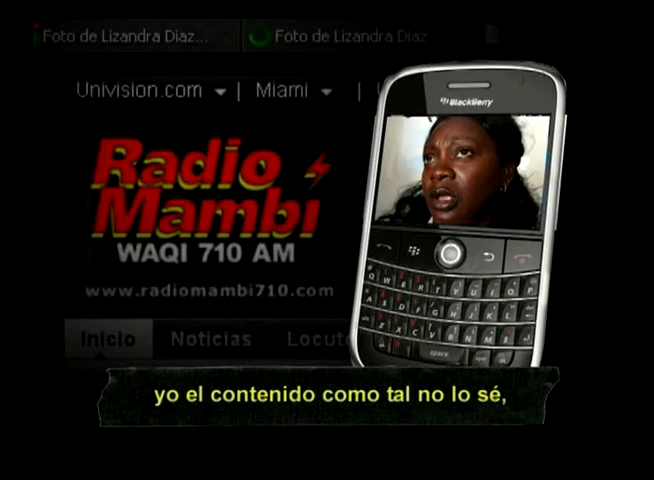 Foto de Lizandra Diaz...
Foto de Lizandra Diaz
Univision.com | Miami |
Radio
Mambi
WAQI 710 AM
www.radiomambi710.com
Inicio Noticias Locuto
BlackBerry
space
yo el contenido como tal no lo sé,